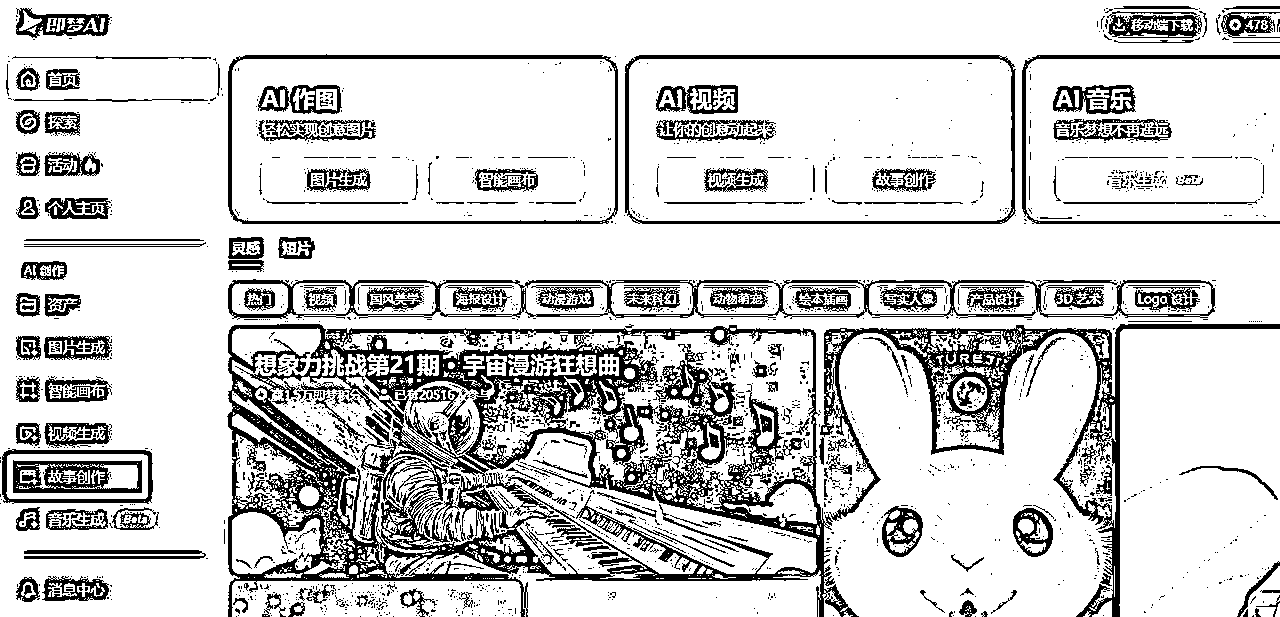 即梦AI
移动端下载
478
首页
探索
活动
个人主页
AI 创作
资产
图片生成
智能画布
视频生成
故事创作
音乐生成 Beta
消息中心
AI 作图
轻松实现创意图片
图片生成 智能画布
AI 视频
让你的创意动起来
视频生成 故事创作
AI 音乐
音乐梦想不再遥远
音乐生成 Beta
灵感 短片
热门 视频 国风美学 海报设计 动漫游戏 未来科幻 动物萌宠 绘本插画 写实人像 产品设计 3D 艺术 Logo 设计
想象力挑战第21期·宇宙漫游狂想曲